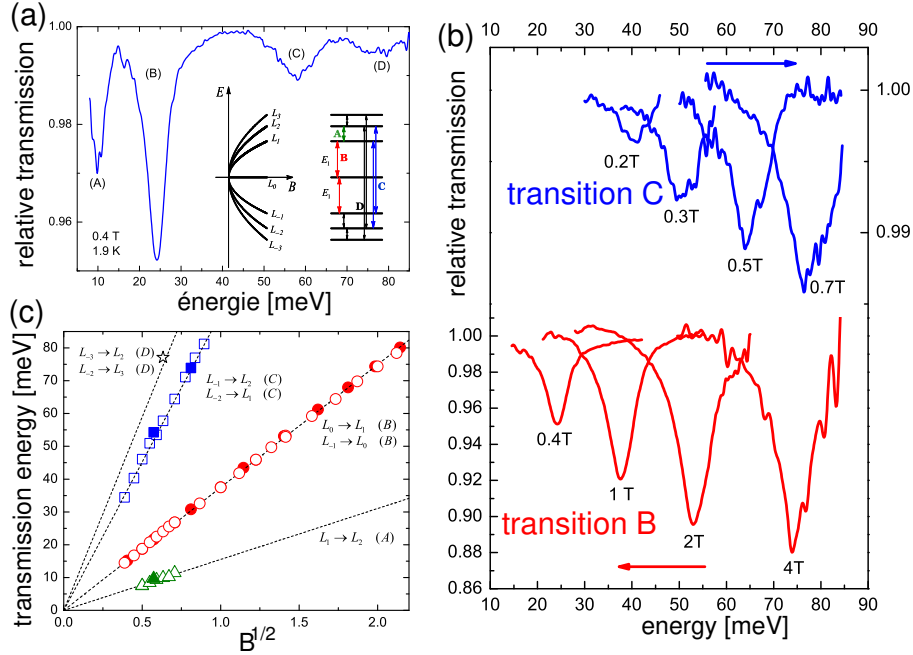 (a)
relative transmission
1.00
0.98
0.96
(A)
(B)
(C)
(D)
0.4 T
1.9 K
E
L₃
L₂
L₁
L₀
B
L₋₁
L₋₂
L₋₃
A
B
E₁
E₁
C
D
10 20 30 40 50 60 70 80
énergie [meV]
(b)
10 20 30 40 50 60 70 80 90
relative transmission
1.00
0.99
0.2T
0.3T
0.5T
0.7T
transition C
1.00
0.98
0.96
0.94
0.92
0.90
0.88
0.86
0.4T
1 T
2T
4T
transition B
10 20 30 40 50 60 70 80 90
energy [meV]
(c)
transmission energy [meV]
80
70
60
50
40
30
20
10
0
L₋₃ → L₂ (D)
L₋₂ → L₃ (D)
L₋₁ → L₂ (C)
L₋₂ → L₁ (C)
L₀ → L₁ (B)
L₋₁ → L₀ (B)
L₁ → L₂ (A)
0.0 0.5 1.0 1.5 2.0
B^1/2